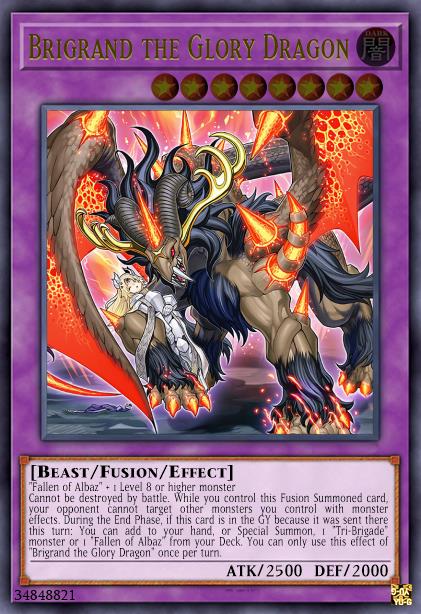 BRIGRAND THE GLORY DRAGON
DARK
闇
[BEAST/FUSION/EFFECT]
"Fallen of Albaz" + 1 Level 8 or higher monster
Cannot be destroyed by battle. While you control this Fusion Summoned card,
your opponent cannot target other monsters you control with monster
effects. During the End Phase, if this card is in the GY because it was sent there
this turn: You can add to your hand, or Special Summon, 1 "Tri-Brigade"
monster or 1 "Fallen of Albaz" from your Deck. You can only use this effect of
"Brigrand the Glory Dragon" once per turn.
ATK/2500 DEF/2000
34848821